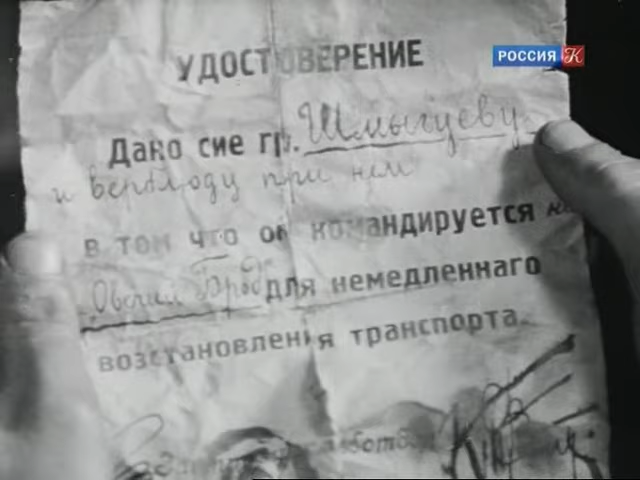 УДОСТОВЕРЕНИЕ
РОССИЯ К
Дано сие гр. Шмыгуеву
и верблюду при нем
в том что он командируется на
Овечий Брод для немедленнаго
возстановления транспорта.